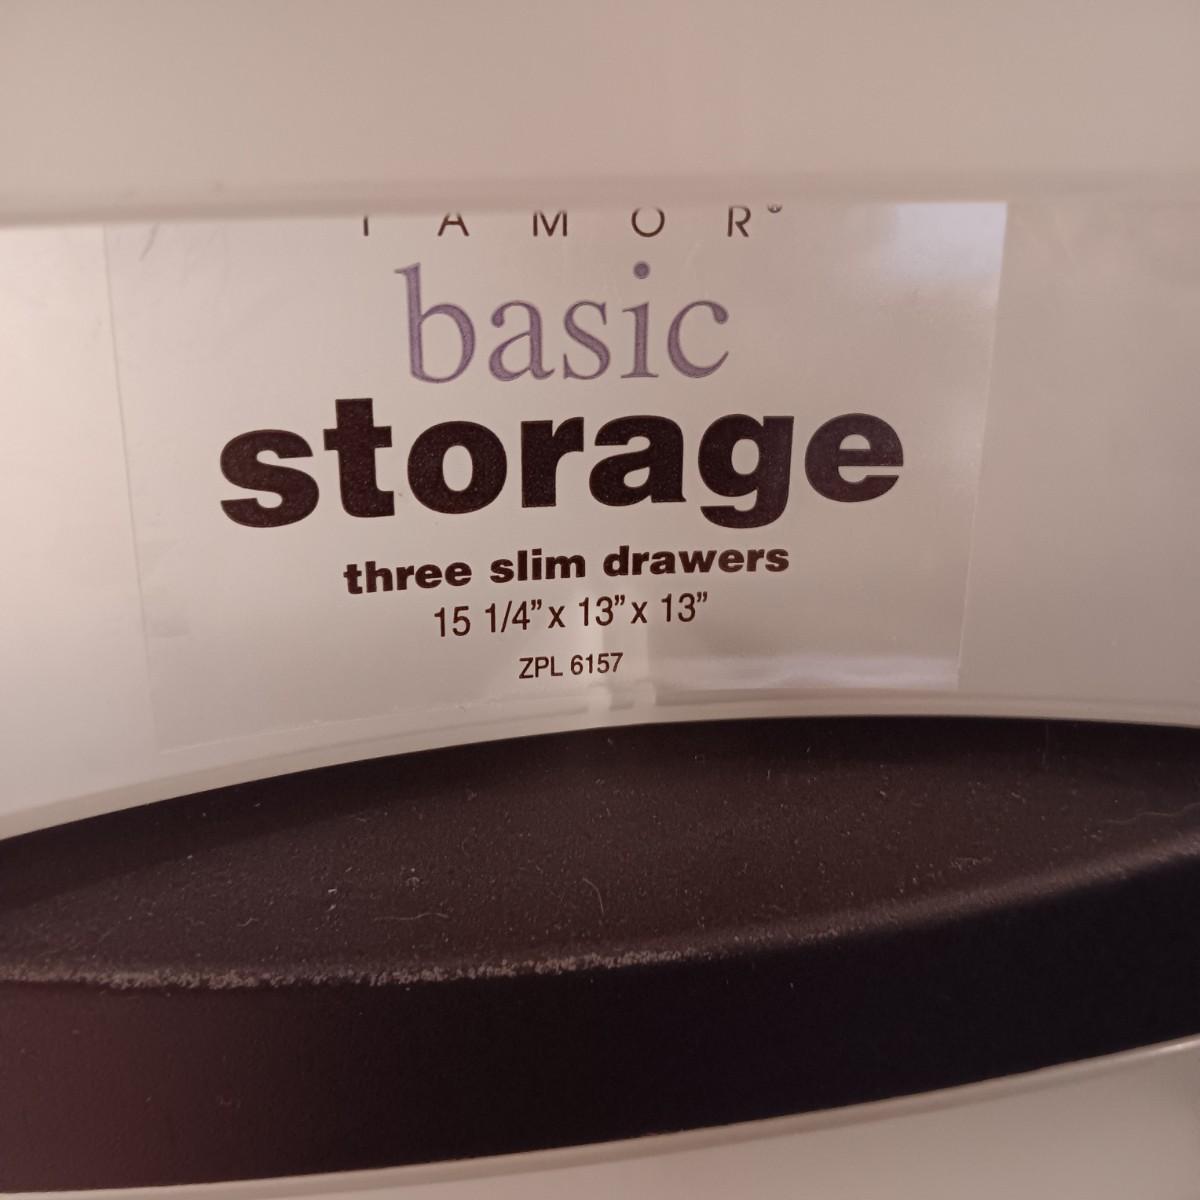 TAMOR®
basic
storage
three slim drawers
15 1/4” x 13” x 13”
ZPL 6157